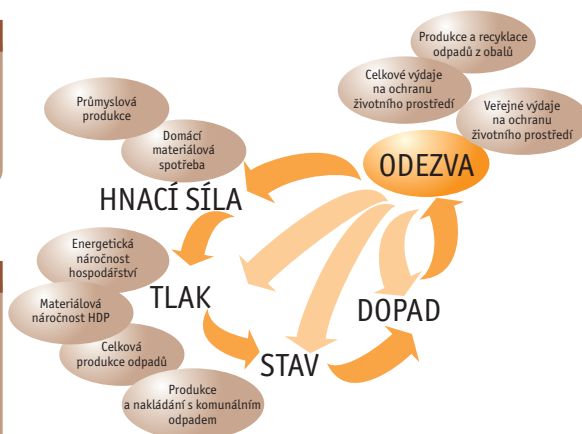 Produkce a recyklace
odpadů z obalů
Celkové výdaje
na ochranu
životního prostředí
Veřejné výdaje
na ochranu
životního prostředí
ODEZVA
Průmyslová
produkce
Domácí
materiálová
spotřeba
HNACÍ SÍLA
Energetická
náročnost
hospodářství
TLAK
Materiálová
náročnost HDP
DOPAD
Celková
produkce odpadů
STAV
Produkce
a nakládání s komunálním
odpadem